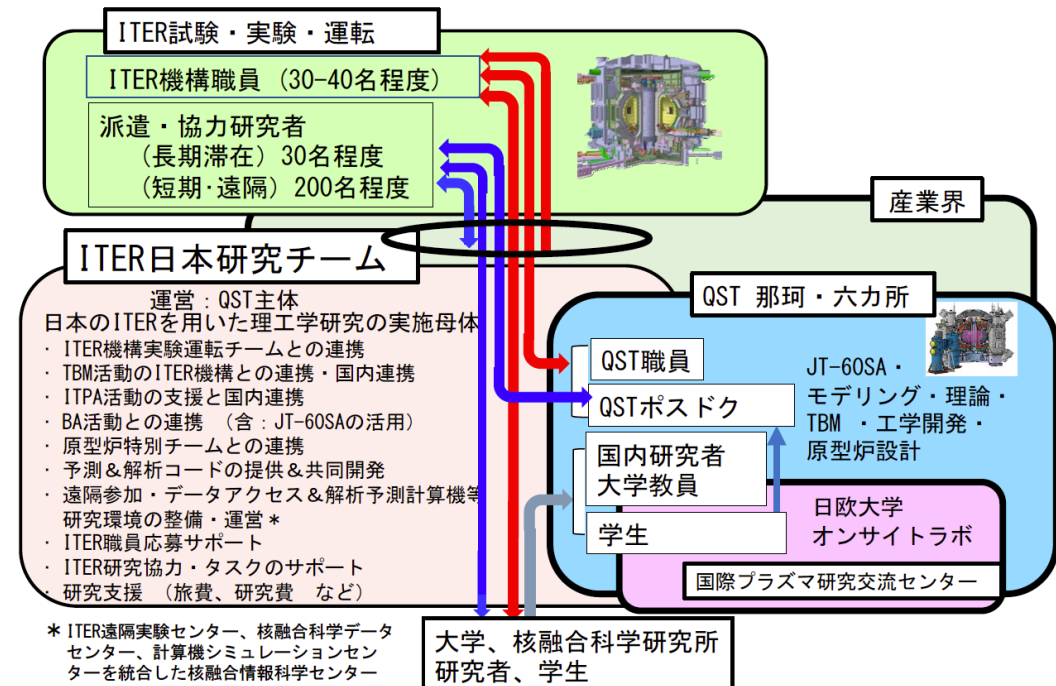 ITER試験・実験・運転
ITER機構職員 (30-40名程度)
派遣・協力研究者
(長期滞在) 30名程度
(短期・遠隔) 200名程度
産業界
ITER日本研究チーム
運営：QST主体
日本のITERを用いた理工学研究の実施母体
・ ITER機構実験運転チームとの連携
・ TBM活動のITER機構との連携・国内連携
・ ITPA活動の支援と国内連携
・ BA活動との連携 （含：JT-60SAの活用）
・ 原型炉特別チームとの連携
・ 予測＆解析コードの提供＆共同開発
・ 遠隔参加・データアクセス＆解析予測計算機等
研究環境の整備・運営＊
・ ITER職員応募サポート
・ ITER研究協力・タスクのサポート
・ 研究支援 （旅費、研究費 など）
＊ ITER遠隔実験センター、核融合科学データ
センター、計算機シミュレーションセン
ターを統合した核融合情報科学センター
QST 那珂・六カ所
QST職員
QSTポスドク
国内研究者
大学教員
学生
JT-60SA・
モデリング・理論・
TBM ・工学開発・
原型炉設計
日欧大学
オンサイトラボ
国際プラズマ研究交流センター
大学、核融合科学研究所
研究者、学生